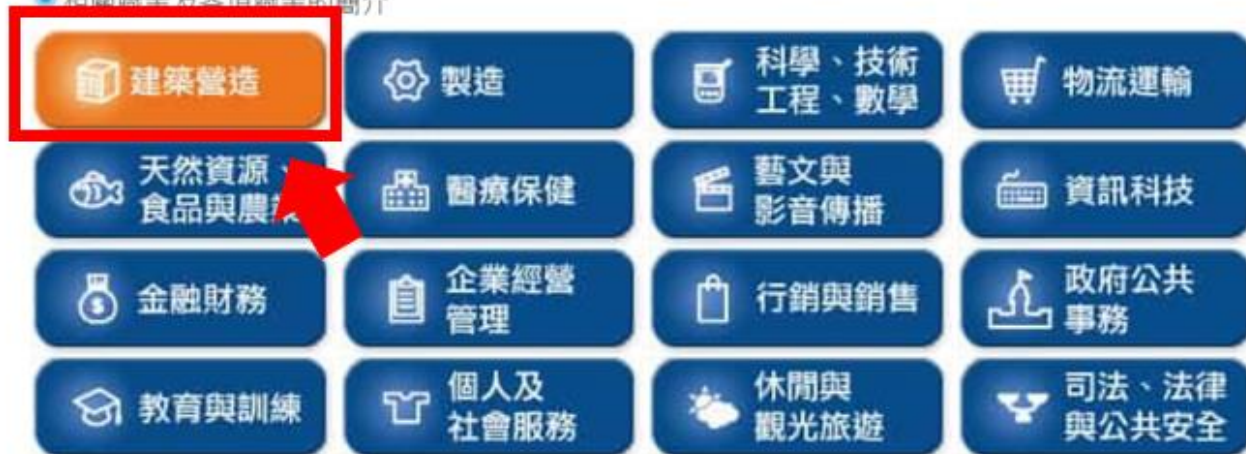 建築營造
製造
科學、技術
工程、數學
物流運輸
天然資源、
食品與農
醫療保健
藝文與
影音傳播
資訊科技
金融財務
企業經營
管理
行銷與銷售
政府公共
事務
教育與訓練
個人及
社會服務
休閒與
觀光旅遊
司法、法律
與公共安全